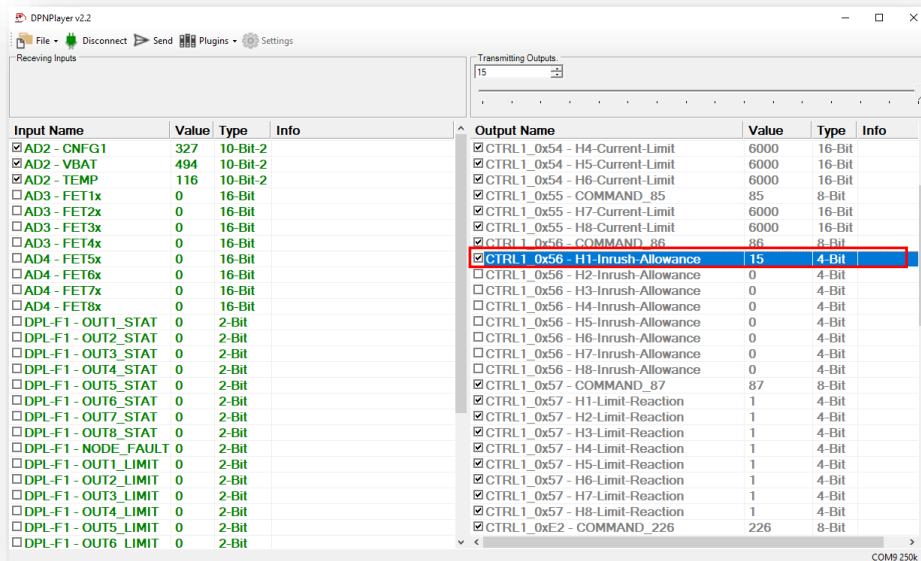 DPNPlayer v2.2
File Disconnect Send Plugins Settings
Receving Inputs
Transmitting Outputs.
15
Input Name Value Type Info
AD2 - CNFG1 327 10-Bit-2
AD2 - VBAT 494 10-Bit-2
AD2 - TEMP 116 10-Bit-2
AD3 - FET1x 0 16-Bit
AD3 - FET2x 0 16-Bit
AD3 - FET3x 0 16-Bit
AD3 - FET4x 0 16-Bit
AD4 - FET5x 0 16-Bit
AD4 - FET6x 0 16-Bit
AD4 - FET7x 0 16-Bit
AD4 - FET8x 0 16-Bit
DPL-F1 - OUT1_STAT 0 2-Bit
DPL-F1 - OUT2_STAT 0 2-Bit
DPL-F1 - OUT3_STAT 0 2-Bit
DPL-F1 - OUT4_STAT 0 2-Bit
DPL-F1 - OUT5_STAT 0 2-Bit
DPL-F1 - OUT6_STAT 0 2-Bit
DPL-F1 - OUT7_STAT 0 2-Bit
DPL-F1 - OUT8_STAT 0 2-Bit
DPL-F1 - NODE_FAULT 0 2-Bit
DPL-F1 - OUT1_LIMIT 0 2-Bit
DPL-F1 - OUT2_LIMIT 0 2-Bit
DPL-F1 - OUT3_LIMIT 0 2-Bit
DPL-F1 - OUT4_LIMIT 0 2-Bit
DPL-F1 - OUT5_LIMIT 0 2-Bit
DPL-F1 - OUT6_LIMIT 0 2-Bit
Output Name Value Type Info
CTRL1_0x54 - H4-Current-Limit 6000 16-Bit
CTRL1_0x54 - H5-Current-Limit 6000 16-Bit
CTRL1_0x54 - H6-Current-Limit 6000 16-Bit
CTRL1_0x55 - COMMAND_85 85 8-Bit
CTRL1_0x55 - H7-Current-Limit 6000 16-Bit
CTRL1_0x55 - H8-Current-Limit 6000 16-Bit
CTRL1_0x56 - COMMAND_86 86 8-Bit
CTRL1_0x56 - H1-Inrush-Allowance 15 4-Bit
CTRL1_0x56 - H2-Inrush-Allowance 0 4-Bit
CTRL1_0x56 - H3-Inrush-Allowance 0 4-Bit
CTRL1_0x56 - H4-Inrush-Allowance 0 4-Bit
CTRL1_0x56 - H5-Inrush-Allowance 0 4-Bit
CTRL1_0x56 - H6-Inrush-Allowance 0 4-Bit
CTRL1_0x56 - H7-Inrush-Allowance 0 4-Bit
CTRL1_0x56 - H8-Inrush-Allowance 0 4-Bit
CTRL1_0x57 - COMMAND_87 87 8-Bit
CTRL1_0x57 - H1-Limit-Reaction 1 4-Bit
CTRL1_0x57 - H2-Limit-Reaction 1 4-Bit
CTRL1_0x57 - H3-Limit-Reaction 1 4-Bit
CTRL1_0x57 - H4-Limit-Reaction 1 4-Bit
CTRL1_0x57 - H5-Limit-Reaction 1 4-Bit
CTRL1_0x57 - H6-Limit-Reaction 1 4-Bit
CTRL1_0x57 - H7-Limit-Reaction 1 4-Bit
CTRL1_0x57 - H8-Limit-Reaction 1 4-Bit
CTRL1_0xE2 - COMMAND_226 226 8-Bit
COM9 250k